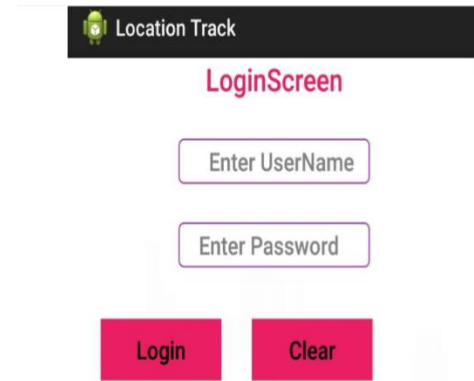 Location Track
LoginScreen
Enter UserName
Enter Password
Login Clear